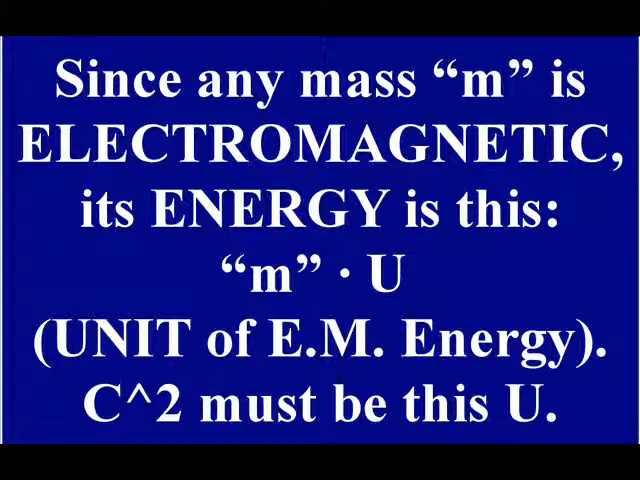 Since any mass “m” is
ELECTROMAGNETIC,
its ENERGY is this:
“m” · U
(UNIT of E.M. Energy).
C^2 must be this U.